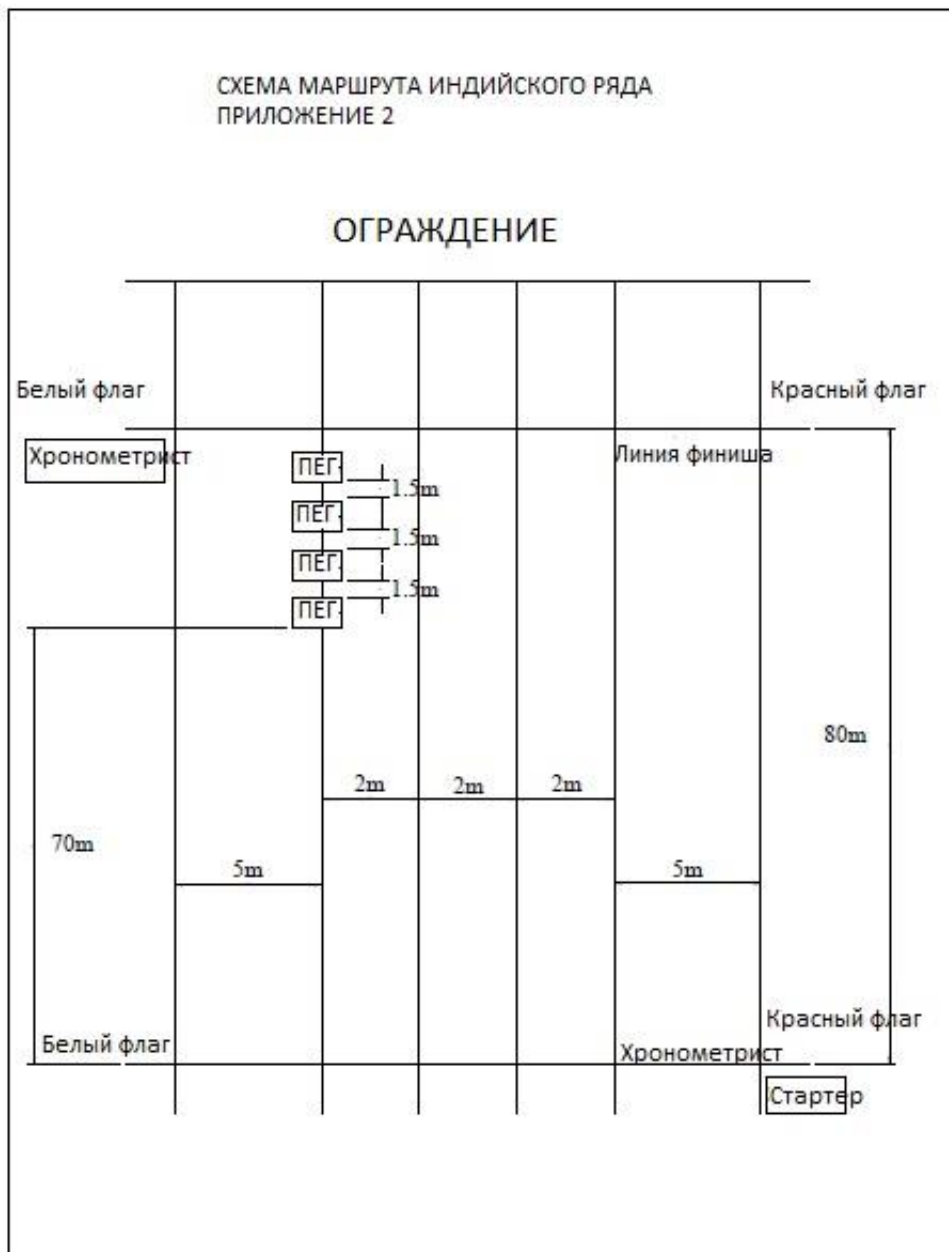 СХЕМА МАРШРУТА ИНДИЙСКОГО РЯДА
ПРИЛОЖЕНИЕ 2
ОГРАЖДЕНИЕ
Белый флаг
Красный флаг
Хронометрист
Линия финиша
ПЕГ.
1.5m
ПЕГ.
1.5m
ПЕГ.
1.5m
ПЕГ.
80m
2m
2m
2m
70m
5m
5m
Красный флаг
Белый флаг
Хронометрист
Стартер